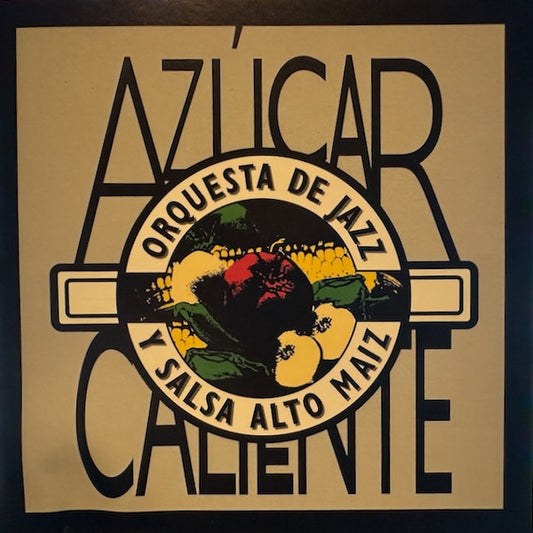 AZÚCAR
ORQUESTA DE JAZZ
Y SALSA ALTO MAIZ
CALIENTE